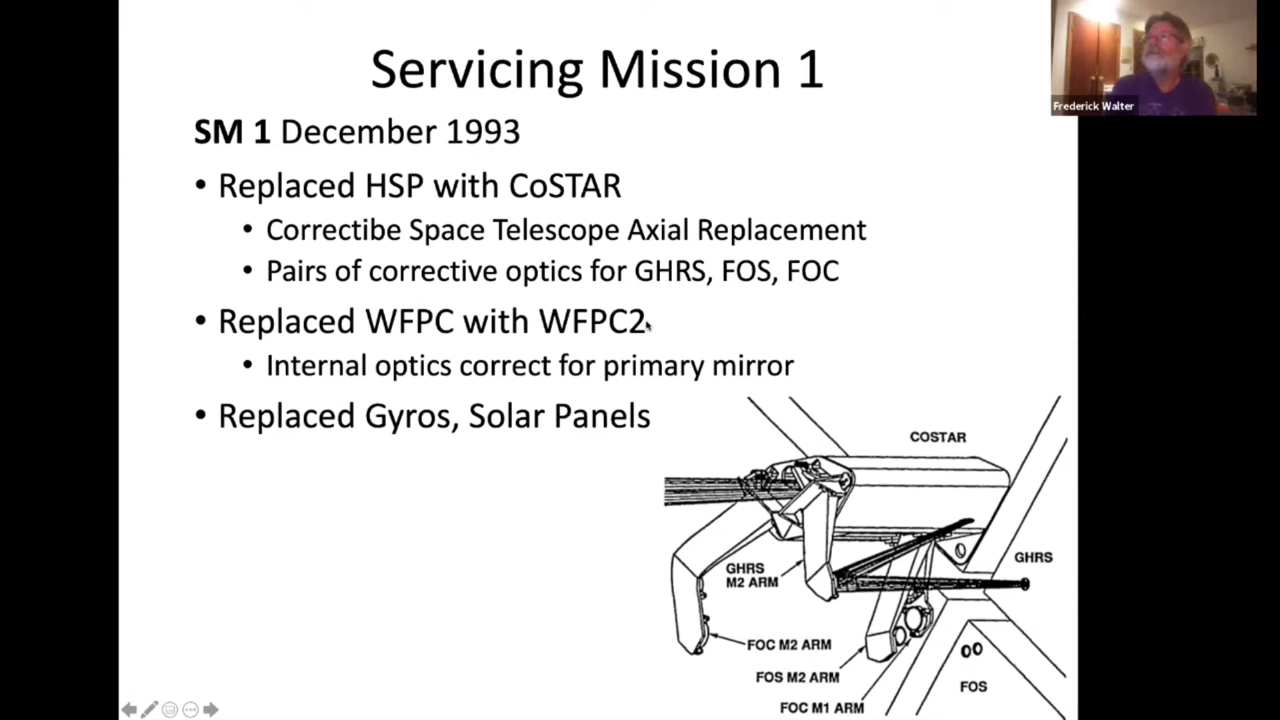 Servicing Mission 1
Frederick Walter
SM 1 December 1993
• Replaced HSP with CoSTAR
• Correctibe Space Telescope Axial Replacement
• Pairs of corrective optics for GHRS, FOS, FOC
• Replaced WFPC with WFPC2
• Internal optics correct for primary mirror
• Replaced Gyros, Solar Panels
COSTAR
GHRS
GHRS
M2 ARM
FOC M2 ARM
FOS M2 ARM
FOS
FOC M1 ARM